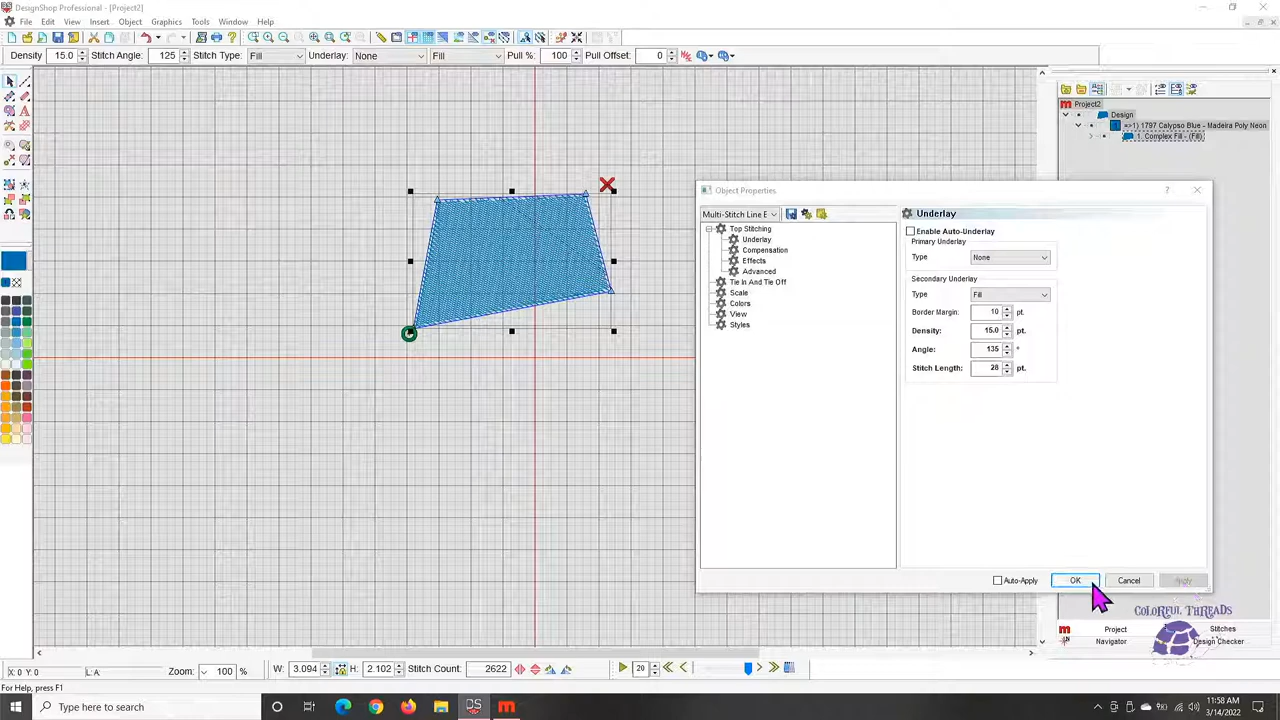 DesignShop Professional - [Project2]
File Edit View Insert Object Graphics Tools Window Help
Density 15.0 Stitch Angle: 125 Stitch Type: Fill Underlay: None Fill Pull % 100 Pull Offset: 0
Project2
Design
=>1) 1797 Calypso Blue - Madeira Poly Neon
1. Complex Fill - (Fill)
Object Properties
?
Multi-Stitch Line E
Top Stitching
Underlay
Compensation
Effects
Advanced
Tie In And Tie Off
Scale
Colors
View
Styles
Underlay
Enable Auto-Underlay
Primary Underlay
Type None
Secondary Underlay
Type Fill
Border Margin: 10 pt.
Density: 15.0 pt.
Angle: 135 °
Stitch Length: 28 pt.
Auto-Apply OK Cancel Apply
COLORFUL THREADS
Project Stitches
Navigator Design Checker
X: 0 Y: 0 L: A: Zoom: 100 % W: 3.094 H: 2.102 Stitch Count: 2622 20
For Help, press F1
Type here to search
DS
11:58 AM
3/14/2022